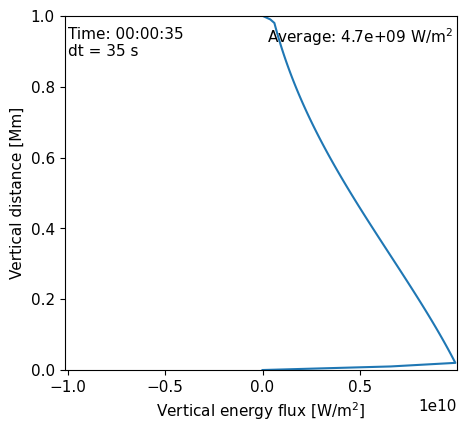 1.0
Time: 00:00:35
Average: 4.7e+09 W/m²
dt = 35 s
0.8
0.6
Vertical distance [Mm]
0.4
0.2
0.0
−1.0 −0.5 0.0 0.5
1e10
Vertical energy flux [W/m²]